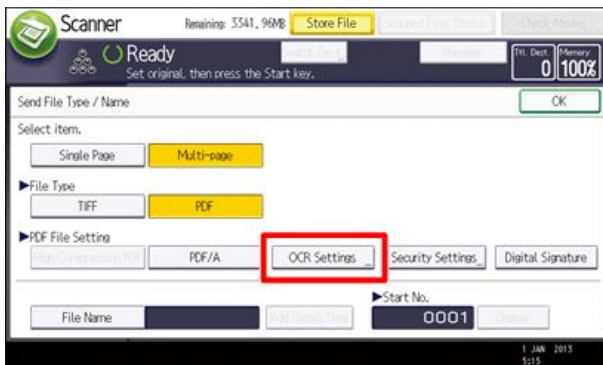 Scanner Remaining: 3341, 96MB Store File Scanned Files Status Check Modes
Ready Search Dest. Preview Ttl. Dest Memory
Set original, then press the Start key. 0 100%
Send File Type / Name OK
Select item.
Single Page Multi-page
►File Type
TIFF PDF
►PDF File Setting
High Compression PDF PDF/A OCR Settings Security Settings Digital Signature
►Start No.
File Name Add Date&Time 0001 Change
1 JAN 2013
5:15